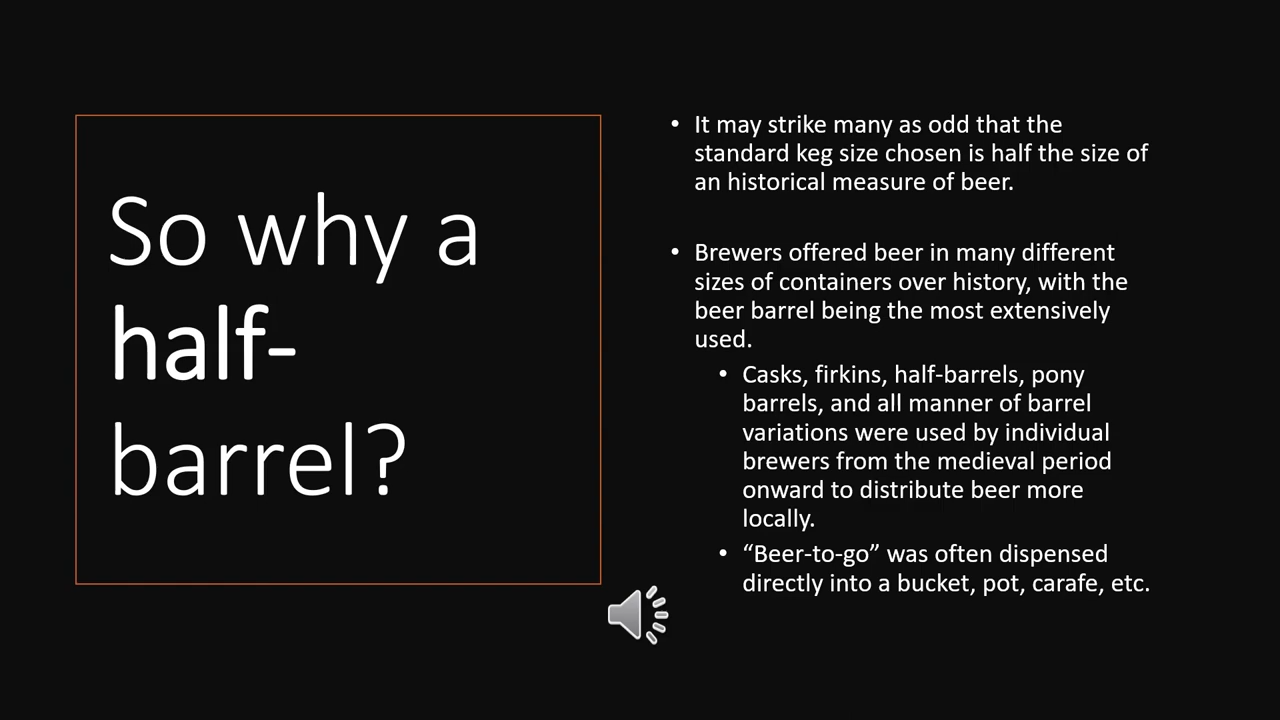 So why a
half-
barrel?
• It may strike many as odd that the
standard keg size chosen is half the size of
an historical measure of beer.
• Brewers offered beer in many different
sizes of containers over history, with the
beer barrel being the most extensively
used.
• Casks, firkins, half-barrels, pony
barrels, and all manner of barrel
variations were used by individual
brewers from the medieval period
onward to distribute beer more
locally.
• “Beer-to-go” was often dispensed
directly into a bucket, pot, carafe, etc.